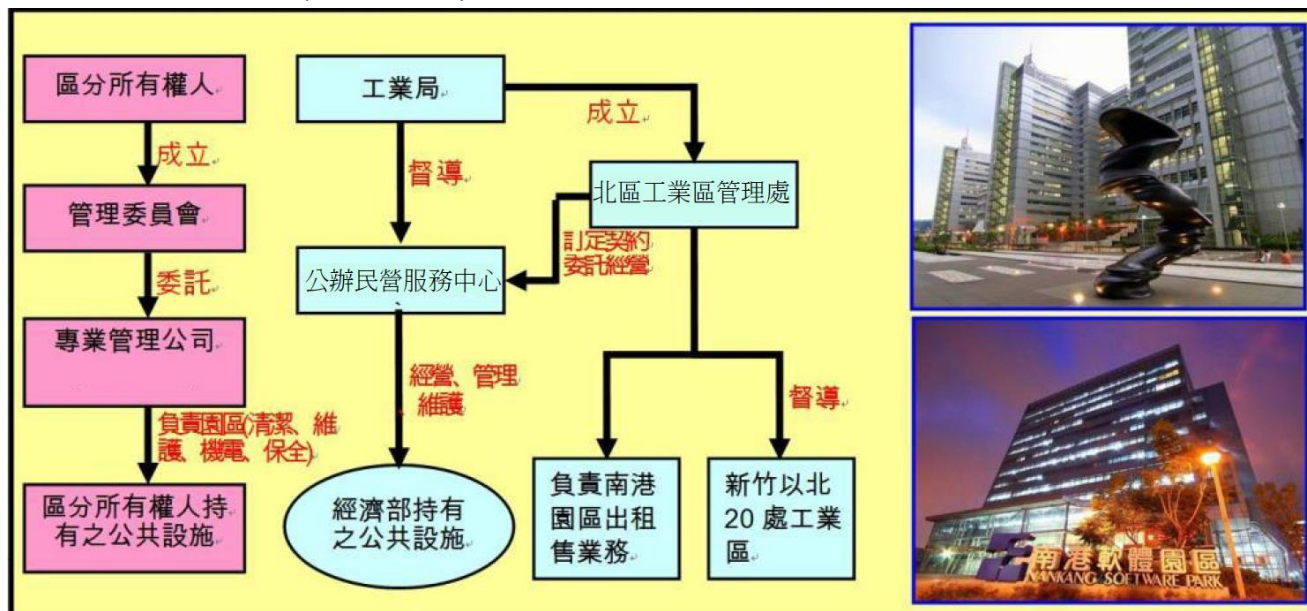 區分所有權人
成立
管理委員會
委託
專業管理公司
負責園區(清潔、維
護、機電、保全)
區分所有權人持
有之公共設施
工業局
成立
督導
北區工業區管理處
訂定契約
委託經營
公辦民營服務中心
經營、管理
、維護
督導
經濟部持有
之公共設施
負責南港
園區出租
售業務
新竹以北
20 處工業
區
南港軟體園區
NANKANG SOFTWARE PARK